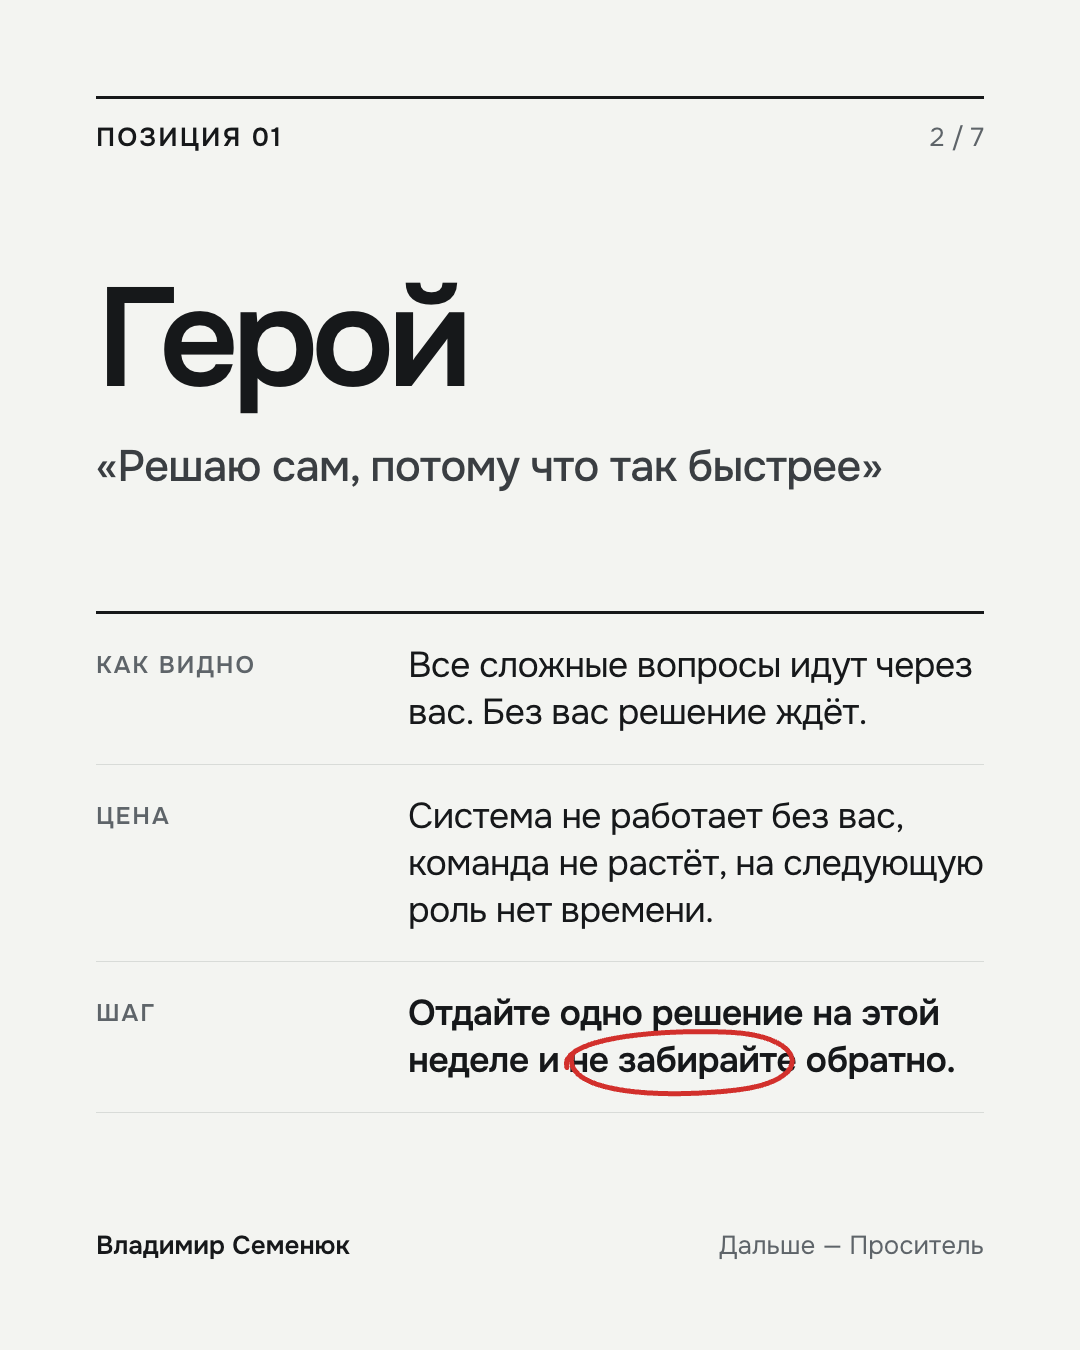 ПОЗИЦИЯ 01
2 / 7
Герой
«Решаю сам, потому что так быстрее»
КАК ВИДНО
Все сложные вопросы идут через
вас. Без вас решение ждёт.
ЦЕНА
Система не работает без вас,
команда не растёт, на следующую
роль нет времени.
ШАГ
Отдайте одно решение на этой
неделе и не забирайте обратно.
Владимир Семенюк
Дальше — Проситель